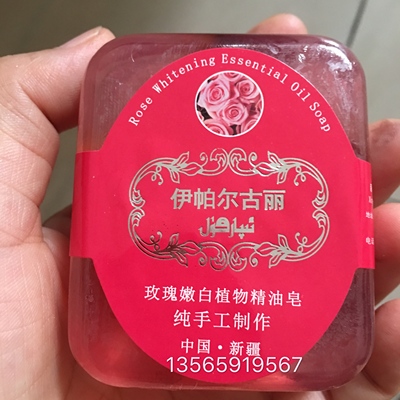 Rose Whitening Essential Oil Soap
伊帕尔古丽
ئىپارگۈل
玫瑰嫩白植物精油皂
纯手工制作
中国·新疆
13565919567